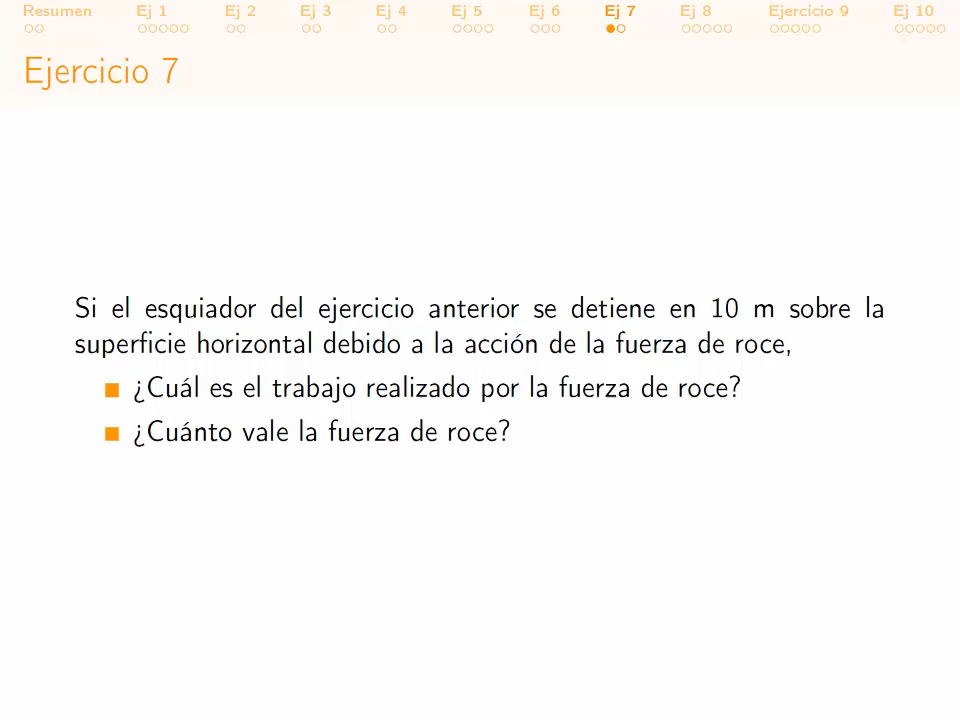 Resumen Ej 1 Ej 2 Ej 3 Ej 4 Ej 5 Ej 6 Ej 7 Ej 8 Ejercicio 9 Ej 10
Ejercicio 7
Si el esquiador del ejercicio anterior se detiene en 10 m sobre la
superficie horizontal debido a la acción de la fuerza de roce,
¿Cuál es el trabajo realizado por la fuerza de roce?
¿Cuánto vale la fuerza de roce?